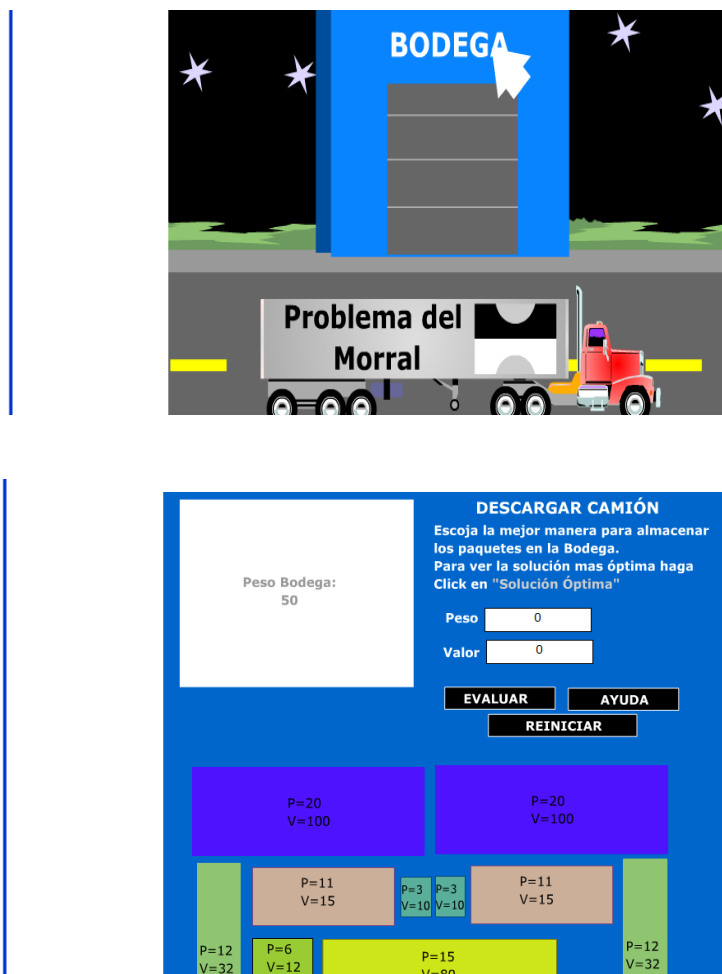 BODEGA
Problema del
Morral
DESCARGAR CAMIÓN
Escoja la mejor manera para almacenar
los paquetes en la Bodega.
Para ver la solución mas óptima haga
Click en "Solución Óptima"
Peso Bodega:
50
Peso 0
Valor 0
EVALUAR AYUDA
REINICIAR
P=20
V=100
P=20
V=100
P=11
V=15
P=3
V=10
P=3
V=10
P=11
V=15
P=12
V=32
P=6
V=12
P=15
V=80
P=12
V=32